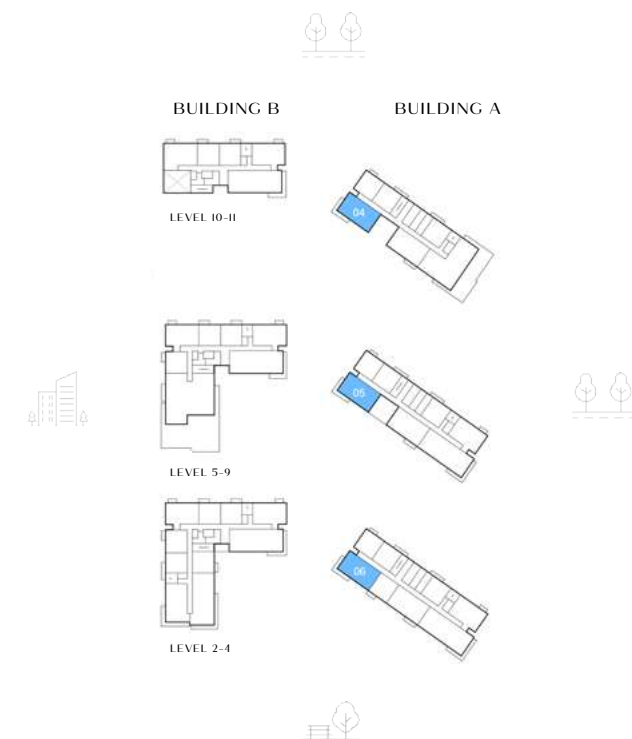 BUILDING B
BUILDING A
LEVEL 10-11
04
05
LEVEL 5-9
06
LEVEL 2-4